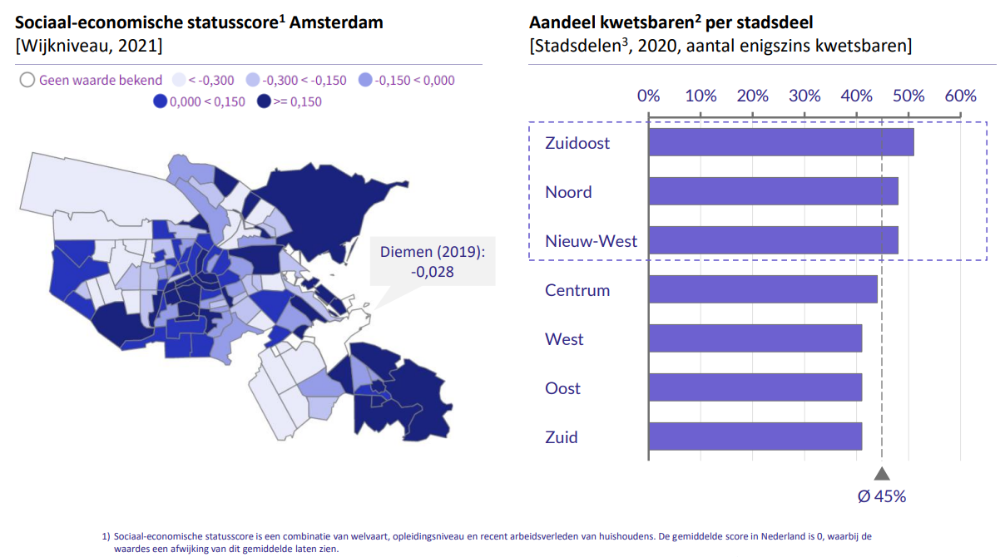 Sociaal-economische statusscore¹ Amsterdam
[Wijkniveau, 2021]
Geen waarde bekend
< -0,300
-0,300 < -0,150
-0,150 < 0,000
0,000 < 0,150
>= 0,150
Diemen (2019):
-0,028
Aandeel kwetsbaren² per stadsdeel
[Stadsdelen³, 2020, aantal enigszins kwetsbaren]
0% 10% 20% 30% 40% 50% 60%
Zuidoost
Noord
Nieuw-West
Centrum
West
Oost
Zuid
Ø 45%
1) Sociaal-economische statusscore is een combinatie van welvaart, opleidingsniveau en recent arbeidsverleden van huishoudens. De gemiddelde score in Nederland is 0, waarbij de
waardes een afwijking van dit gemiddelde laten zien.